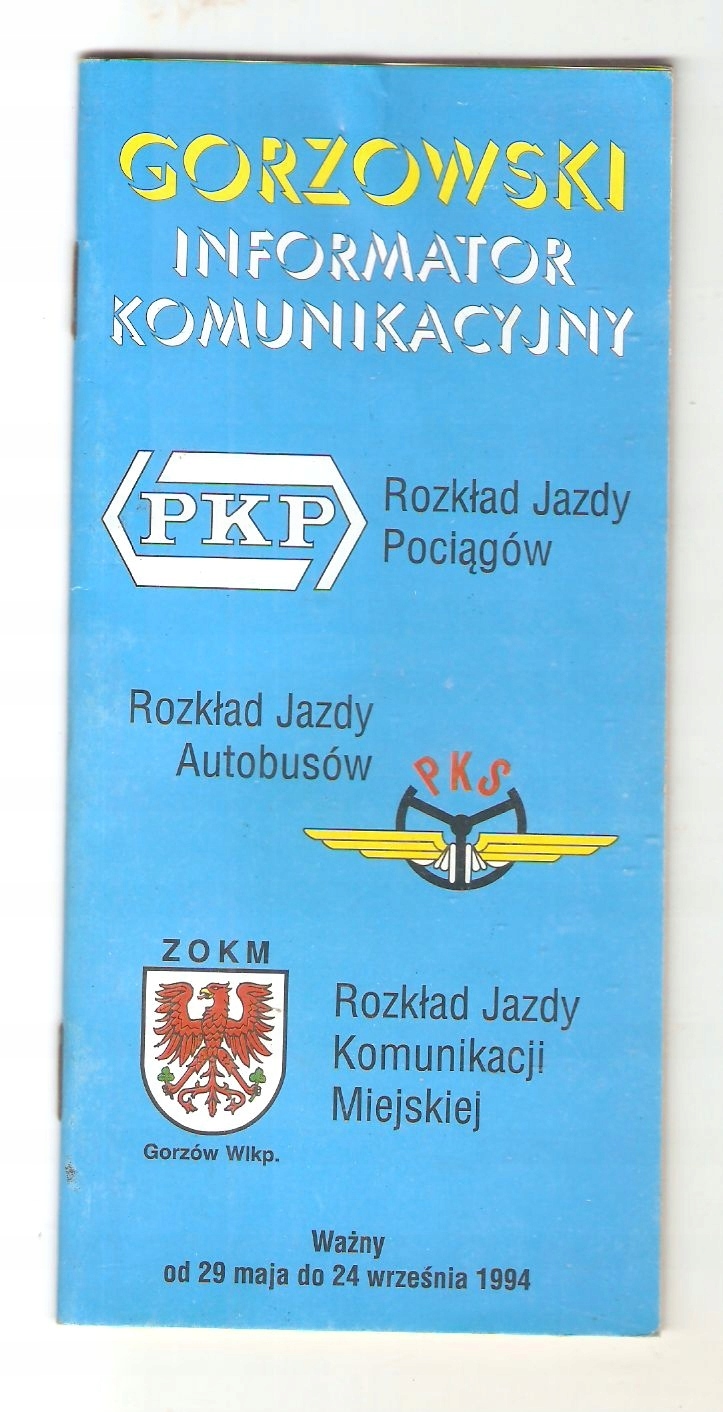 GORZOWSKI
INFORMATOR
KOMUNIKACYJNY
PKP
Rozkład Jazdy
Pociągów
Rozkład Jazdy
Autobusów
PKS
ZOKM
Gorzów Wlkp.
Rozkład Jazdy
Komunikacji
Miejskiej
Ważny
od 29 maja do 24 września 1994